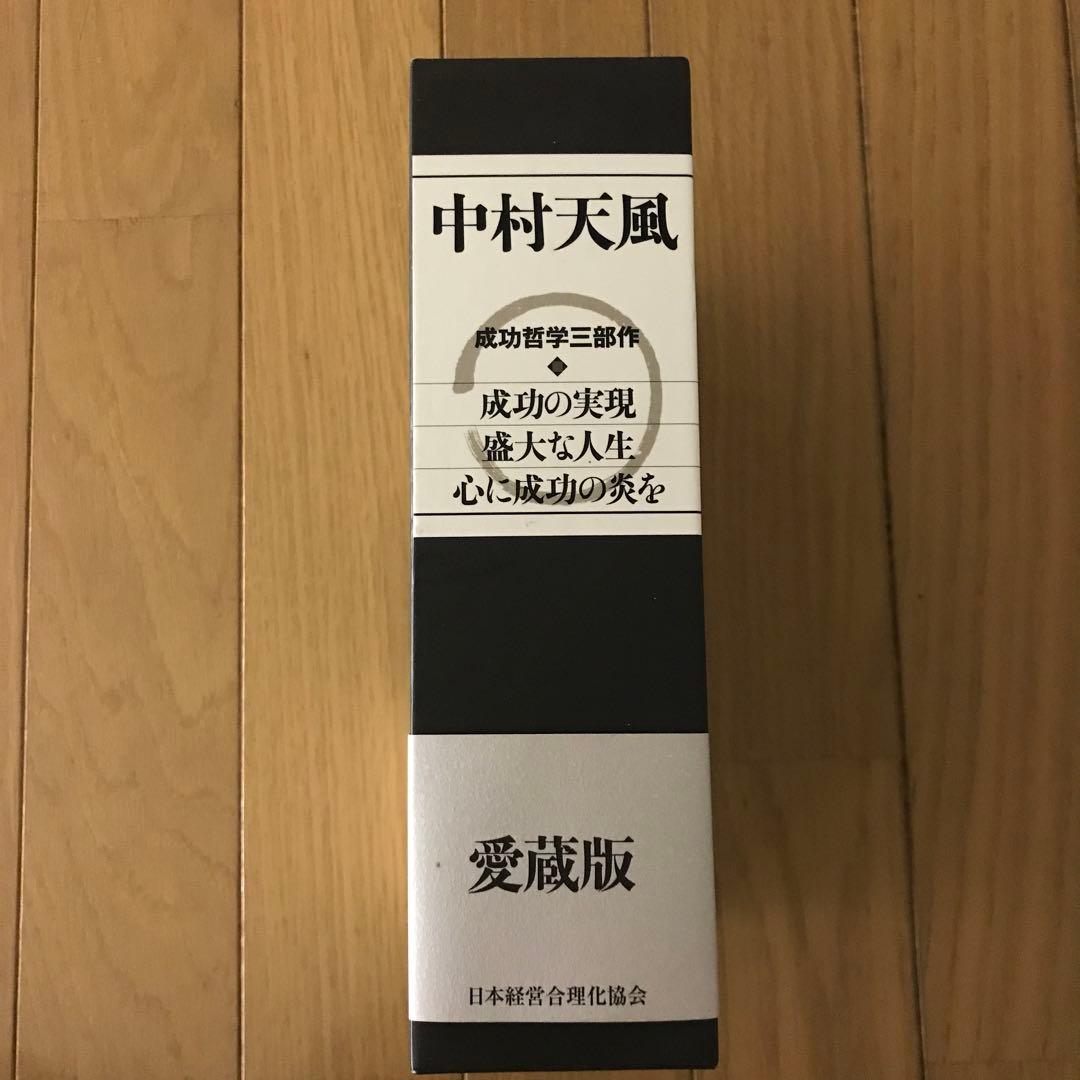 中村天風
成功哲学三部作
成功の実現
盛大な人生
心に成功の炎を
愛蔵版
日本経営合理化協会